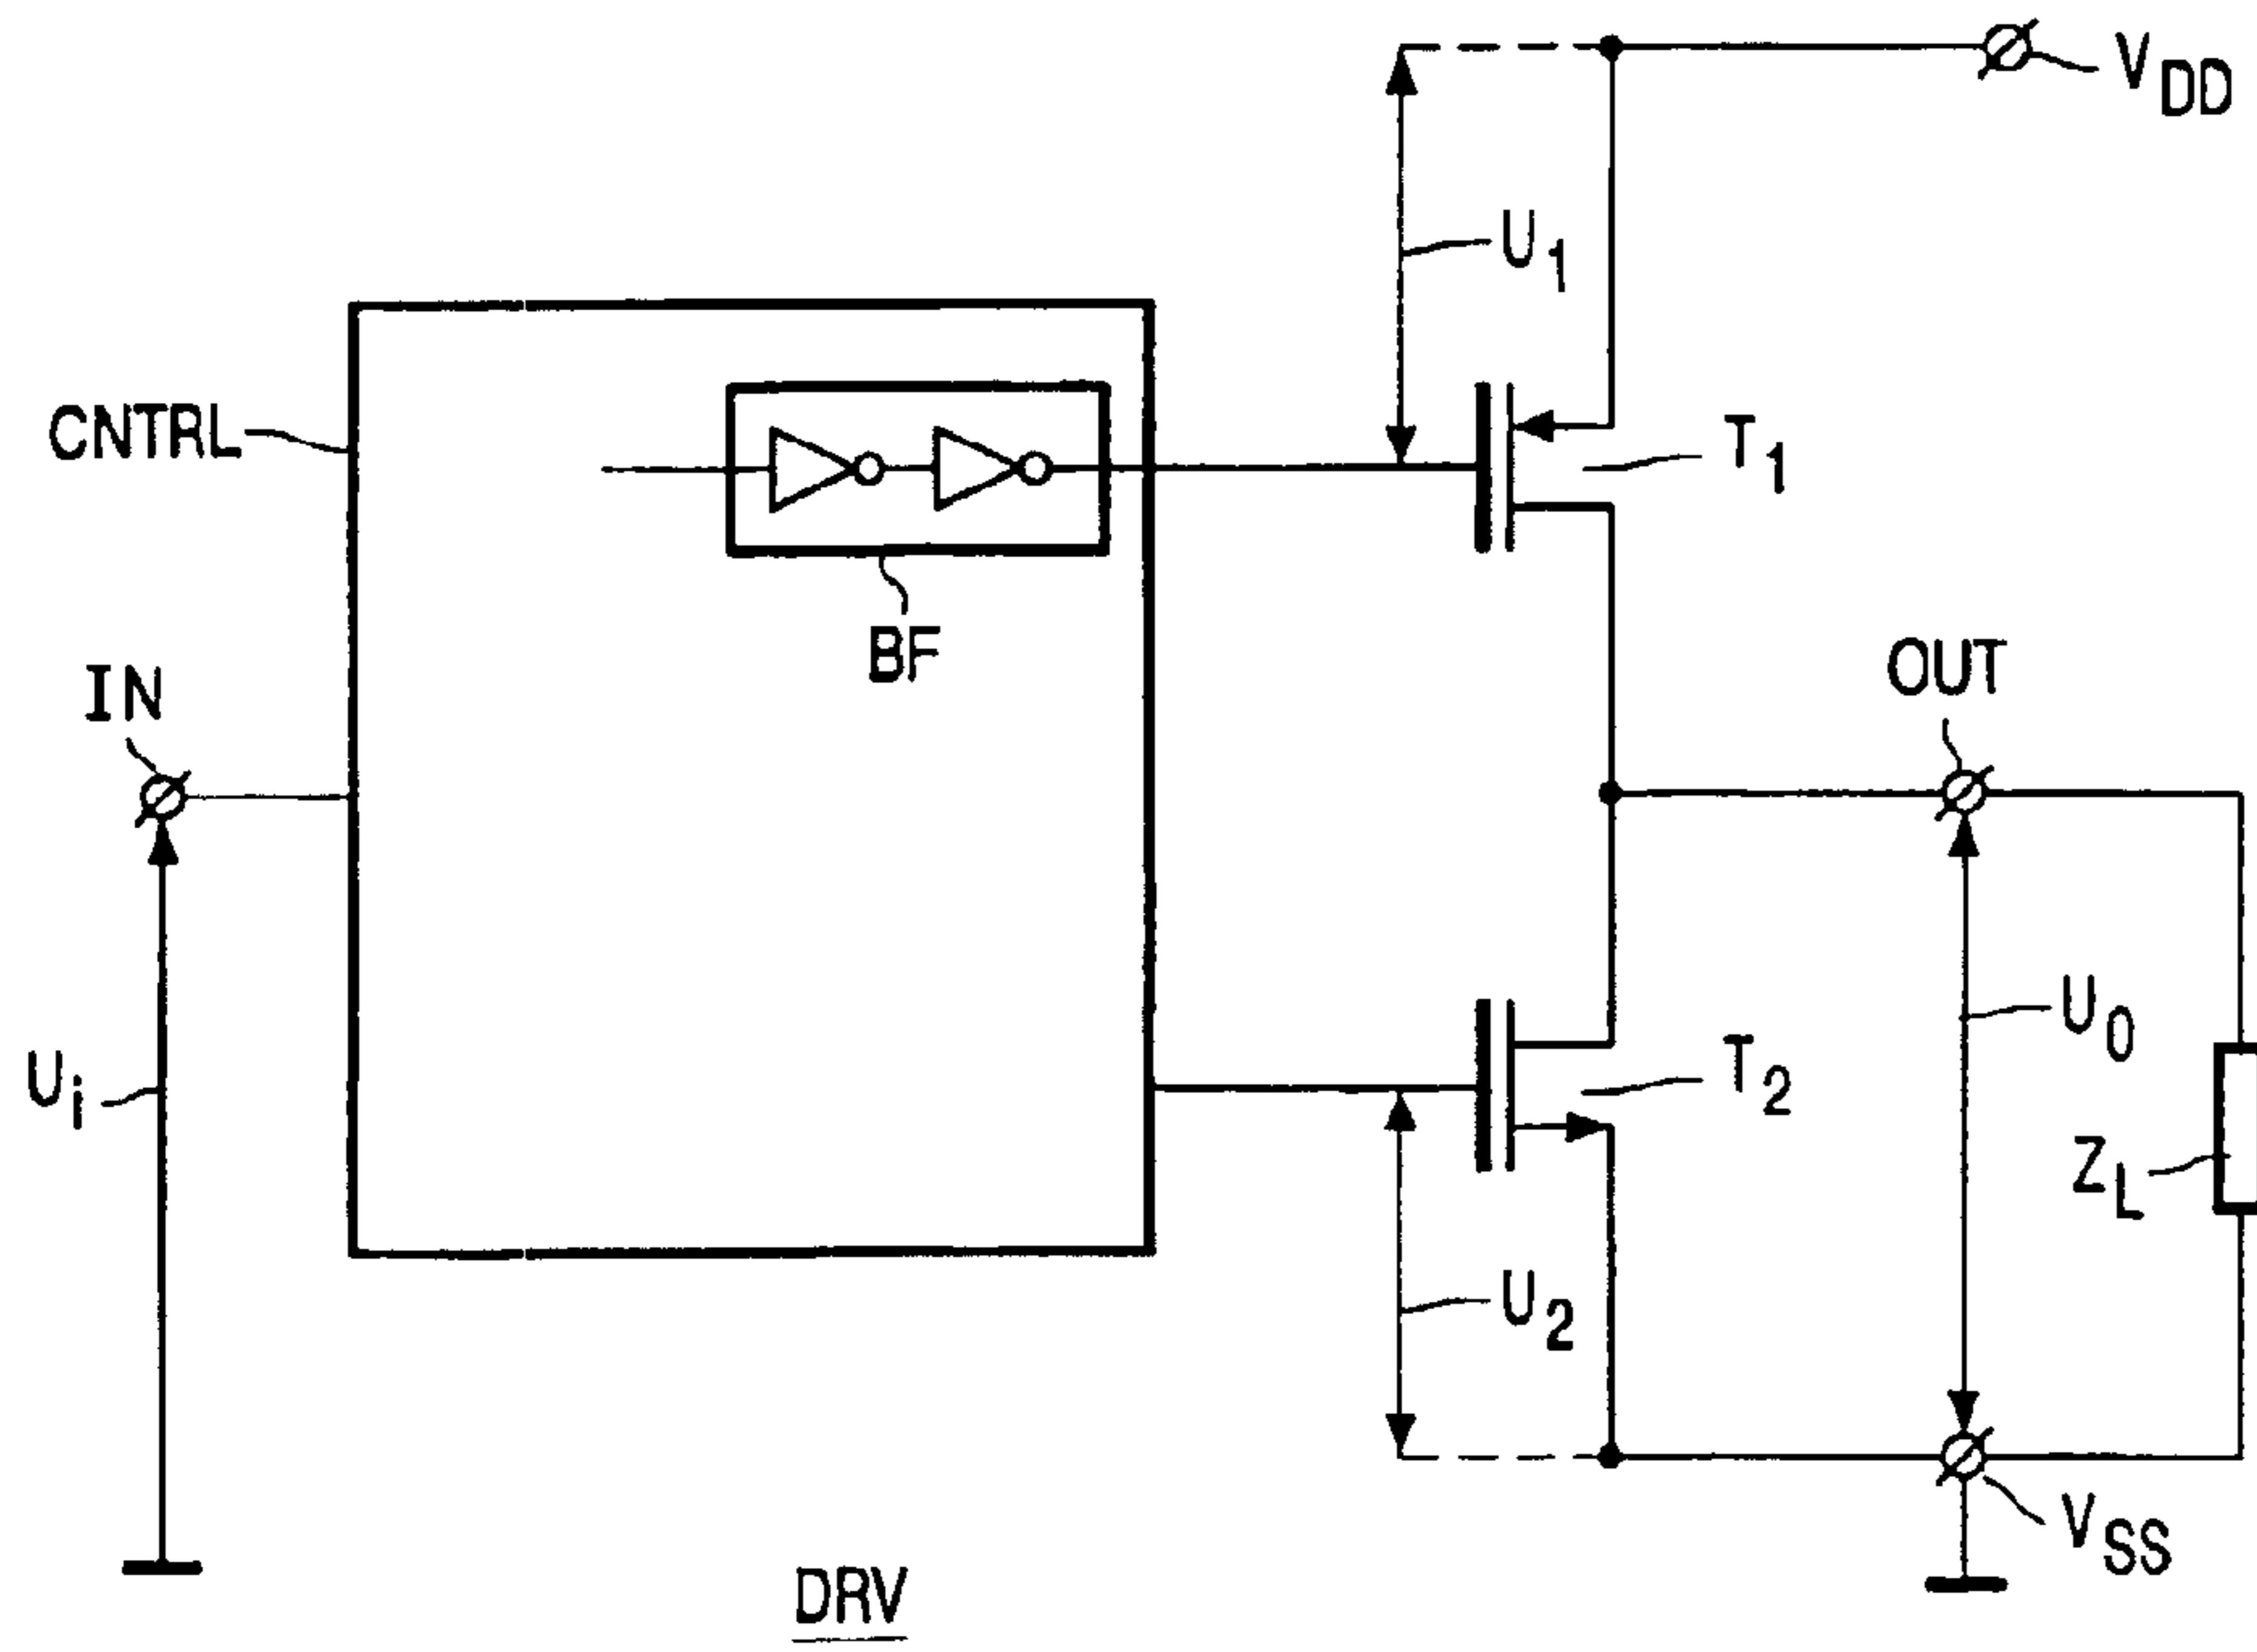 VDD
U1
CNTRL
T1
BF
IN
OUT
U0
Ui
T2
ZL
U2
VSS
DRV